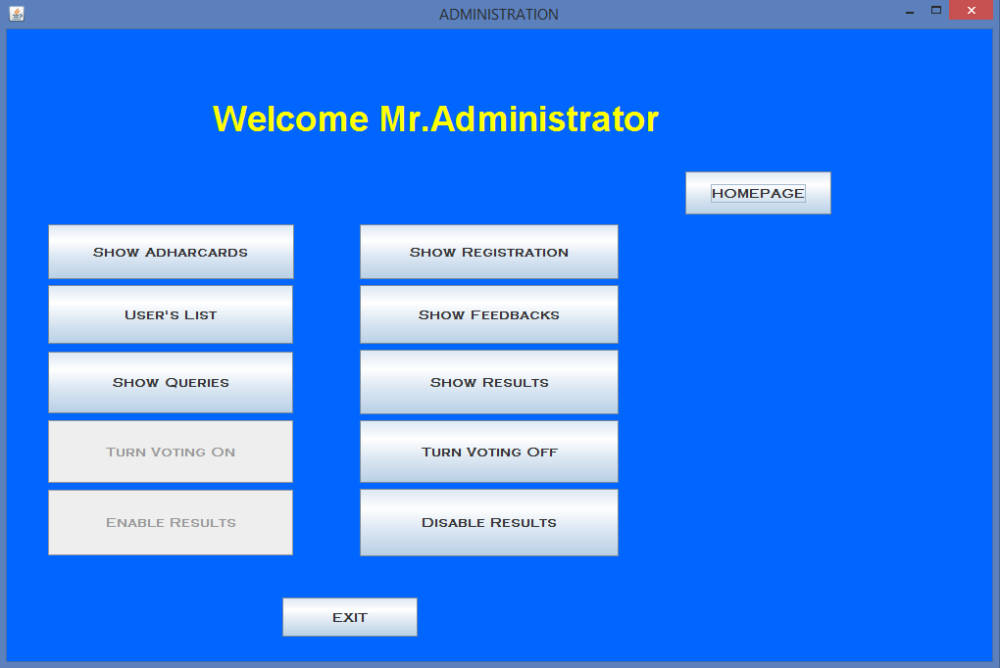 ADMINISTRATION
Welcome Mr.Administrator
HOMEPAGE
Show Adharcards
Show Registration
User's List
Show Feedbacks
Show Queries
Show Results
Turn Voting On
Turn Voting Off
Enable Results
Disable Results
EXIT